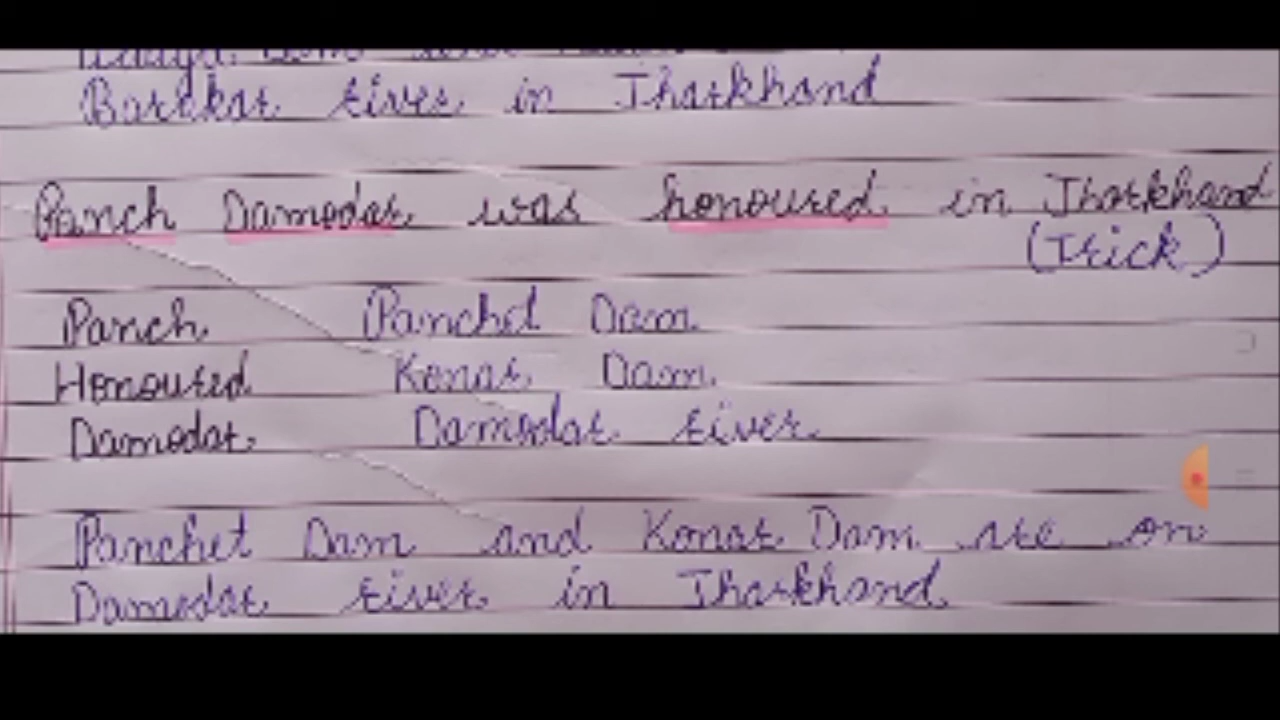 Barkkar river in Jharkhand
Panch Damodar was honoured in Jharkhand
(Trick)
Panch Panchet Dam
Honoured Konar Dam
Damodar Damodar river
Panchet Dam and Konar Dam are on
Damodar river in Jharkhand